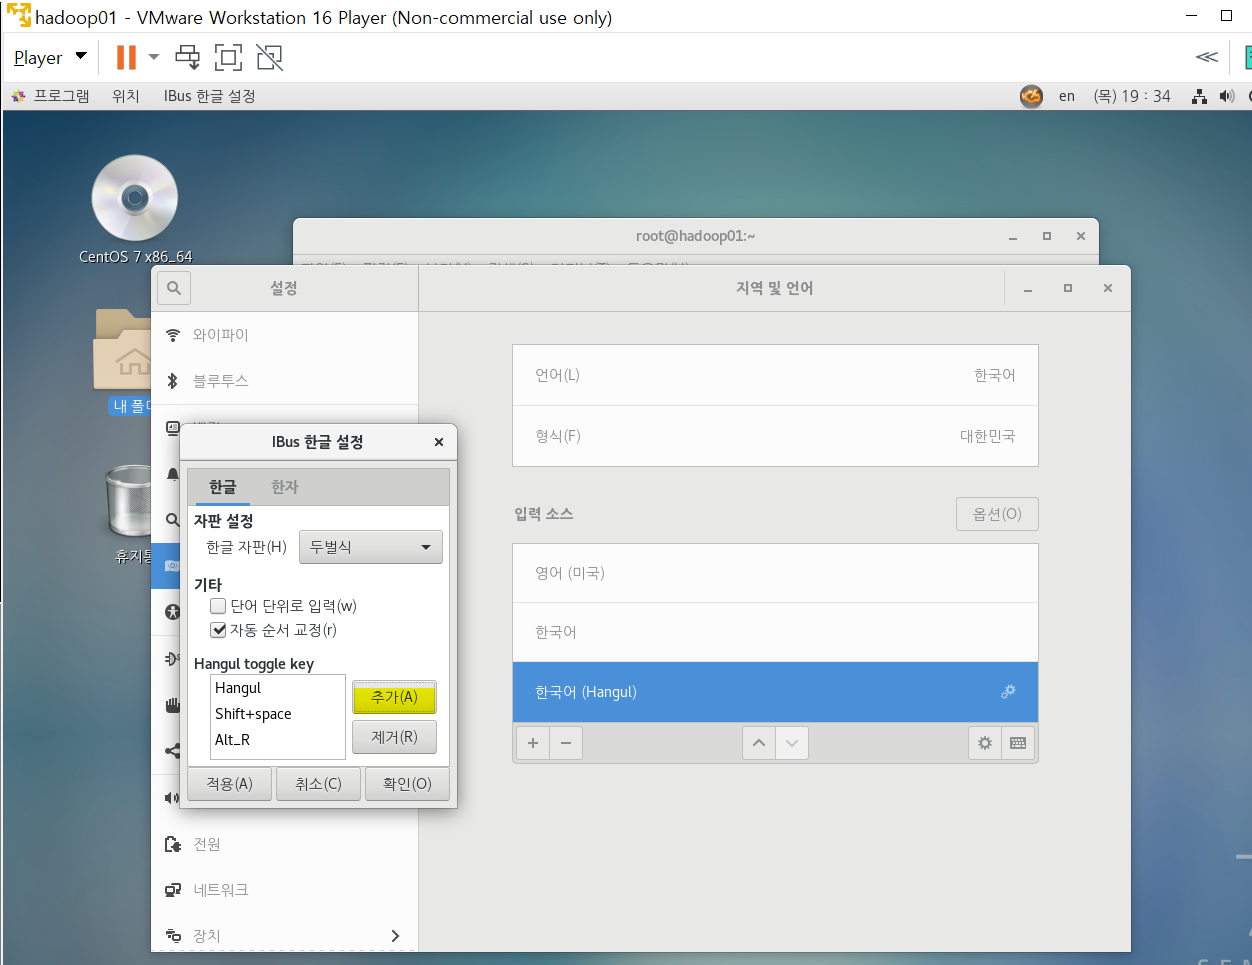 hadoop01 - VMware Workstation 16 Player (Non-commercial use only)
Player
프로그램 위치 IBus 한글 설정 en (목) 19 : 34
CentOS 7 x86_64
root@hadoop01:~
설정 지역 및 언어
와이파이
블루투스
언어(L) 한국어
형식(F) 대한민국
내 폴더
IBus 한글 설정
한글 한자
자판 설정
한글 자판(H) 두벌식
기타
단어 단위로 입력(w)
자동 순서 교정(r)
Hangul toggle key
Hangul
Shift+space
Alt_R
추가(A)
제거(R)
적용(A) 취소(C) 확인(O)
입력 소스 옵션(O)
영어 (미국)
한국어
한국어 (Hangul)
휴지통
전원
네트워크
장치